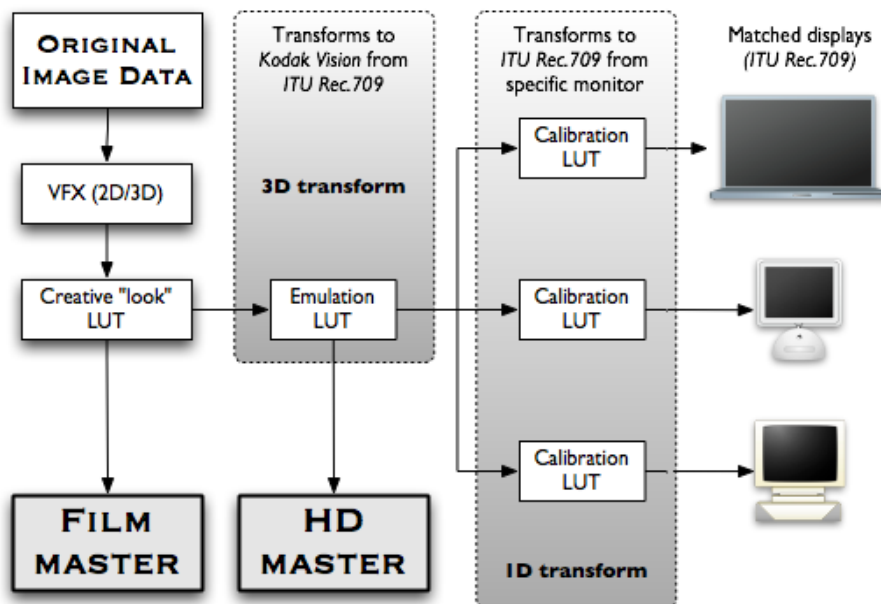 ORIGINAL
IMAGE DATA
VFX (2D/3D)
Creative "look"
LUT
FILM
MASTER
Transforms to
Kodak Vision from
ITU Rec.709
3D transform
Emulation
LUT
HD
MASTER
Transforms to
ITU Rec.709 from
specific monitor
Calibration
LUT
Calibration
LUT
Calibration
LUT
1D transform
Matched displays
(ITU Rec.709)